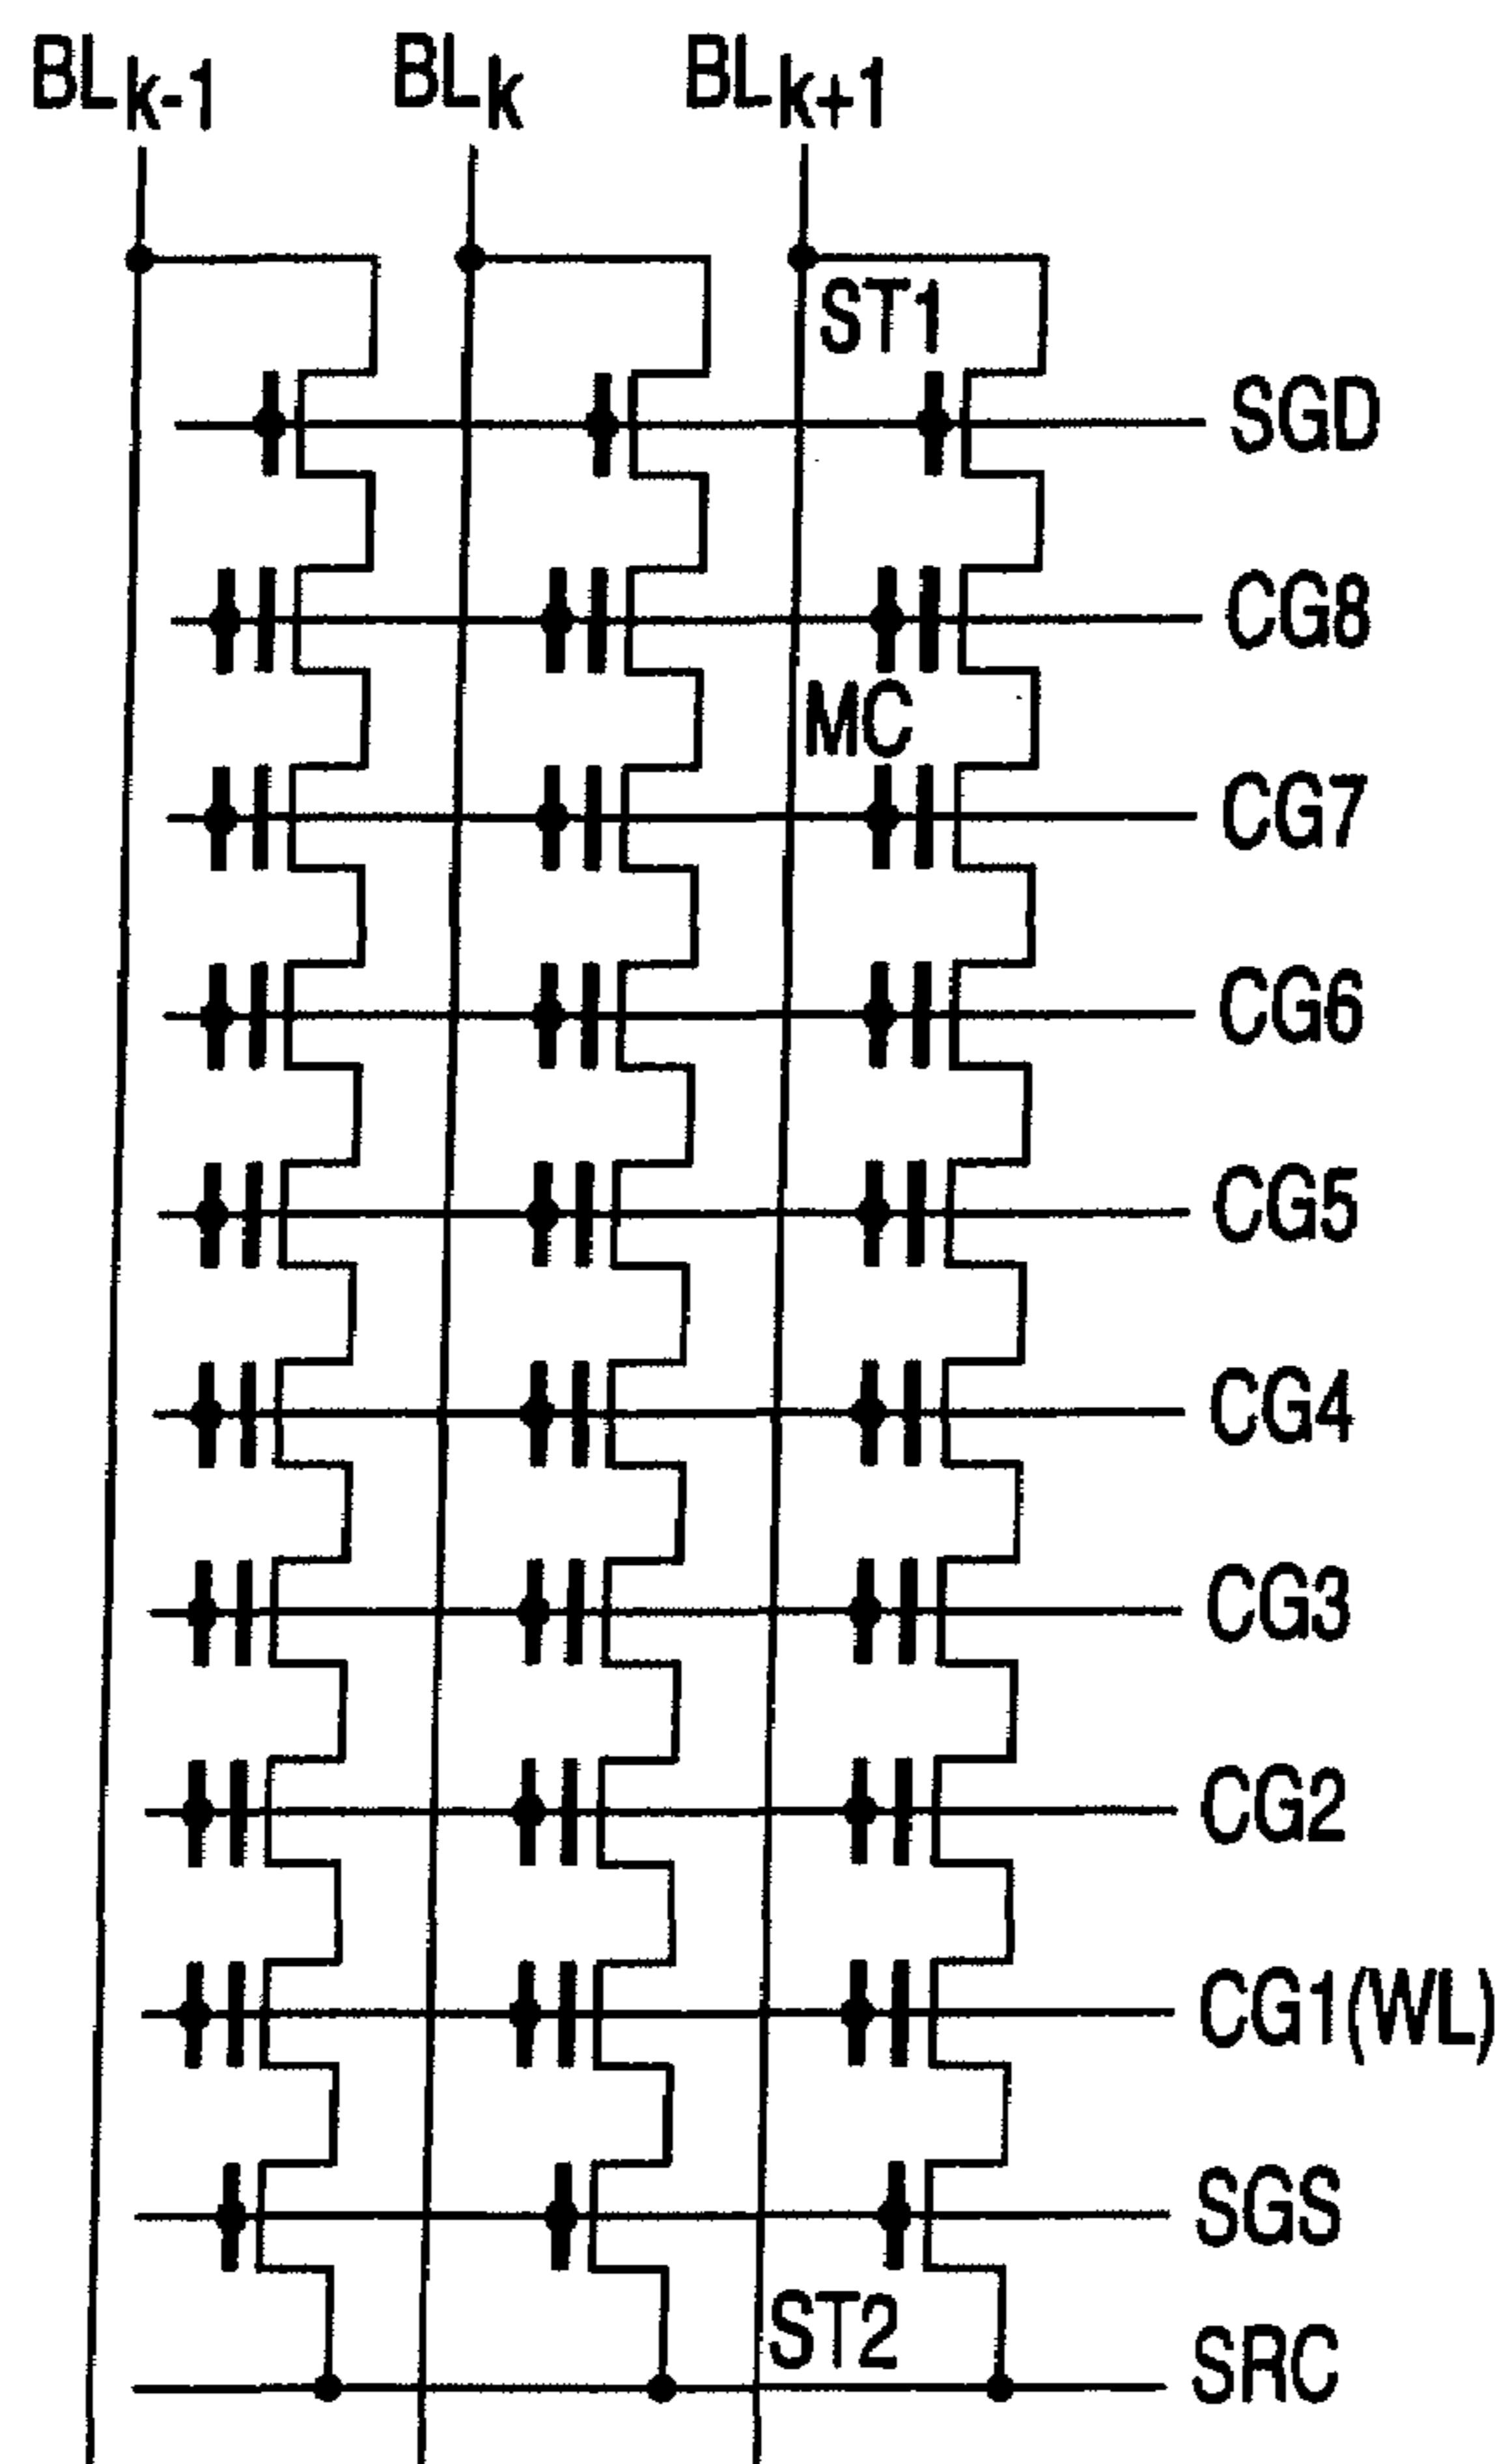 BLk-1 BLk BLk+1
ST1
SGD
CG8
MC
CG7
CG6
CG5
CG4
CG3
CG2
CG1(WL)
SGS
ST2
SRC